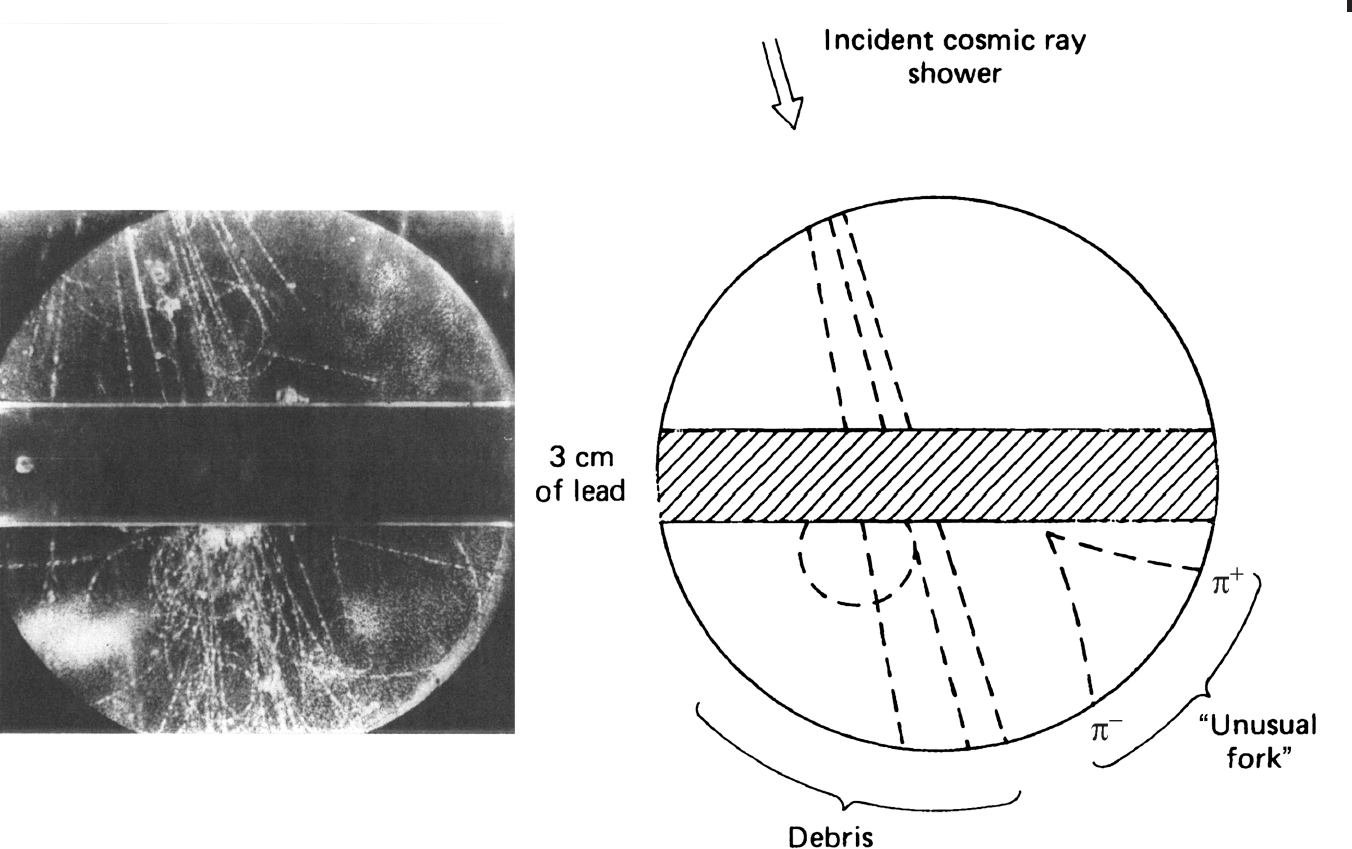 Incident cosmic ray
shower
3 cm
of lead
π⁺
π⁻
“Unusual
fork”
Debris